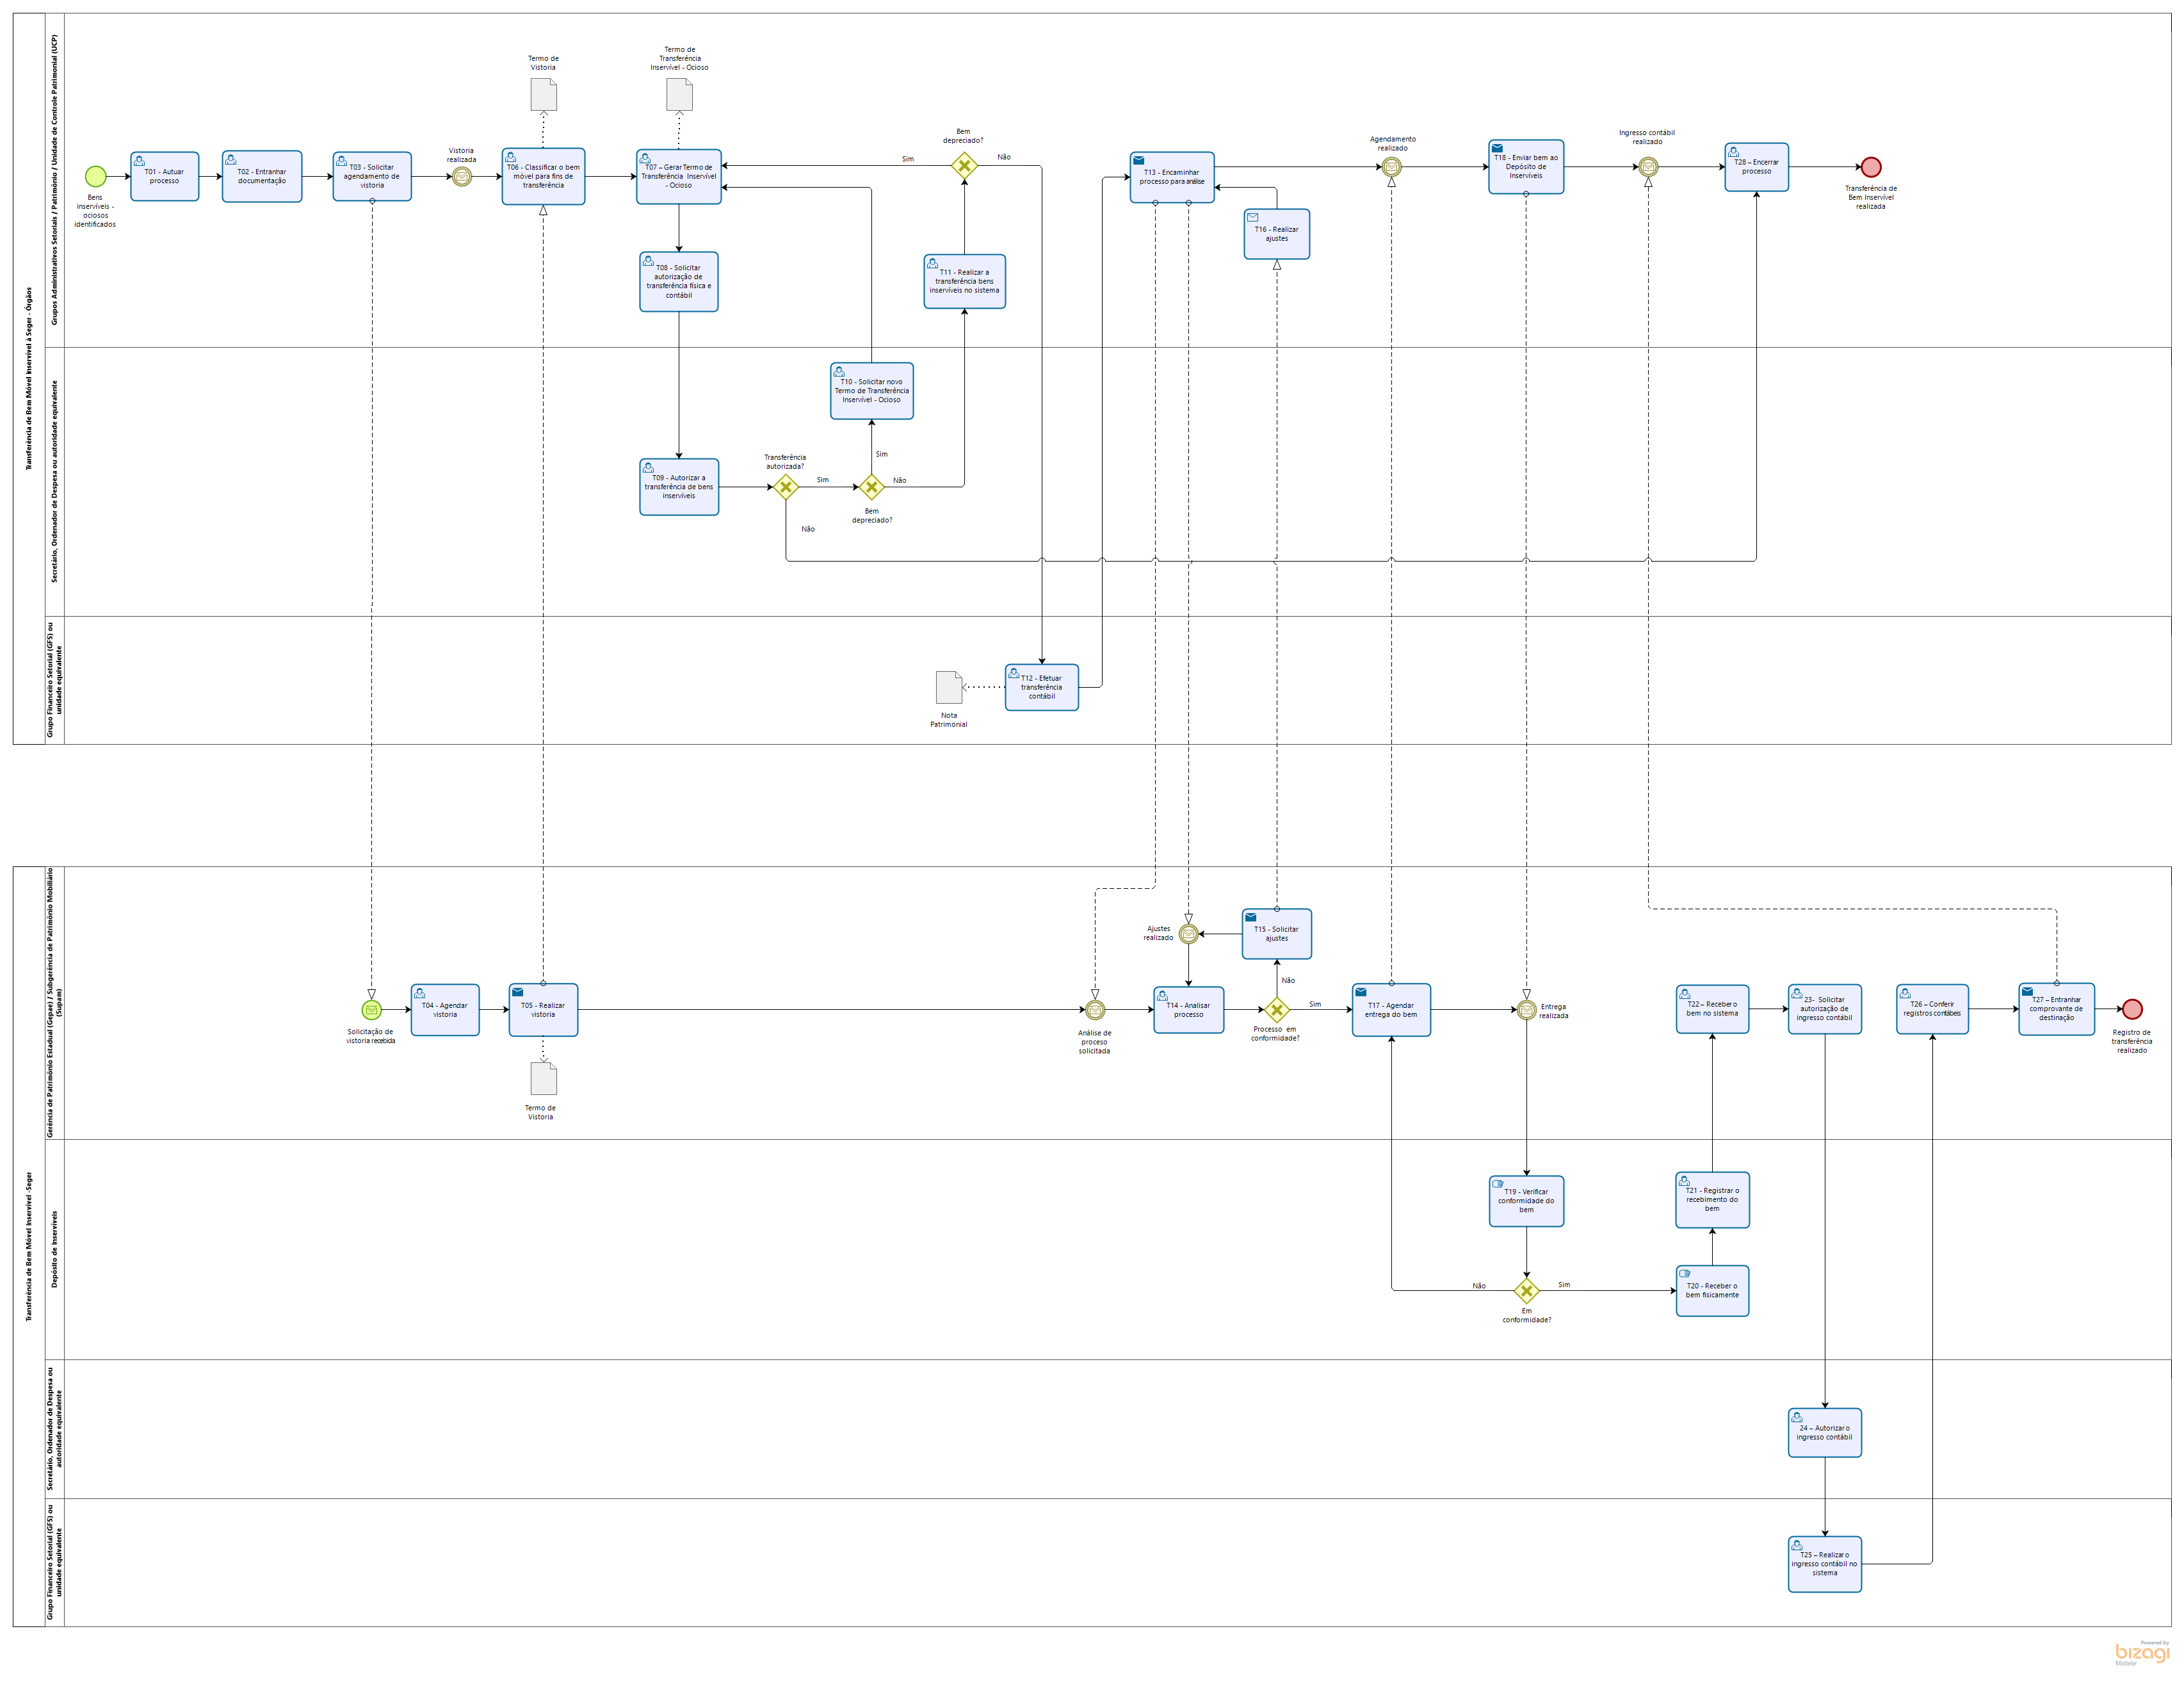 Transferência de Bem Móvel Inservível à Seger - Órgãos
Grupos Administrativos Setoriais / Patrimônio / Unidade de Controle Patrimonial (UCP)
Bens
inservíveis -
ociosos
identificados
T01 - Autuar
processo
T02 - Entranhar
documentação
T03 - Solicitar
agendamento de
vistoria
Vistoria
realizada
Termo de
Vistoria
T06 - Classificar o bem
móvel para fins de
transferência
Termo de
Transferência
Inservível - Ocioso
T07 – Gerar Termo de
Transferência Inservível
- Ocioso
T08 - Solicitar
autorização de
transferência física e
contábil
Sim
Bem
depreciado?
Não
T11 - Realizar a
transferência bens
inservíveis no sistema
T13 - Encaminhar
processo para análise
T16 - Realizar
ajustes
Agendamento
realizado
T18 - Enviar bem ao
Depósito de
Inservíveis
Ingresso contábil
realizado
T28 – Encerrar
processo
Transferência de
Bem Inservível
realizada
Secretário, Ordenador de Despesa ou autoridade equivalente
T10 - Solicitar novo
Termo de Transferência
Inservível - Ocioso
T09 - Autorizar a
transferência de bens
inservíveis
Transferência
autorizada?
Sim
Não
Sim
Não
Bem
depreciado?
Grupo Financeiro Setorial (GFS) ou
unidade equivalente
Nota
Patrimonial
T12 - Efetuar
transferência
contábil
Transferência de Bem Móvel Inservível -Seger
Gerência de Patrimônio Estadual (Gepae) / Subgerência de Patrimônio Mobiliário
(Supam)
Solicitação de
vistoria recebida
T04 – Agendar
vistoria
T05 - Realizar
vistoria
Termo de
Vistoria
Análise de
proceso
solicitada
Ajustes
realizado
T14 - Analisar
processo
T15 - Solicitar
ajustes
Não
Processo em
conformidade?
Sim
T17 - Agendar
entrega do bem
Entrega
realizada
T22 – Receber o
bem no sistema
23- Solicitar
autorização de
ingresso contábil
T26 – Conferir
registros contábeis
T27 – Entranhar
comprovante de
destinação
Registro de
transferência
realizado
Depósito de Inservíveis
T19 - Verificar
conformidade do
bem
Não
Em
conformidade?
Sim
T21 - Registrar o
recebimento do
bem
T20 - Receber o
bem fisicamente
Secretário, Ordenador de Despesa ou
autoridade equivalente
24 – Autorizar o
ingresso contábil
Grupo Financeiro Setorial (GFS) ou
unidade equivalente
T25 – Realizar o
ingresso contábil no
sistema
Powered by
bizagi
Modeler